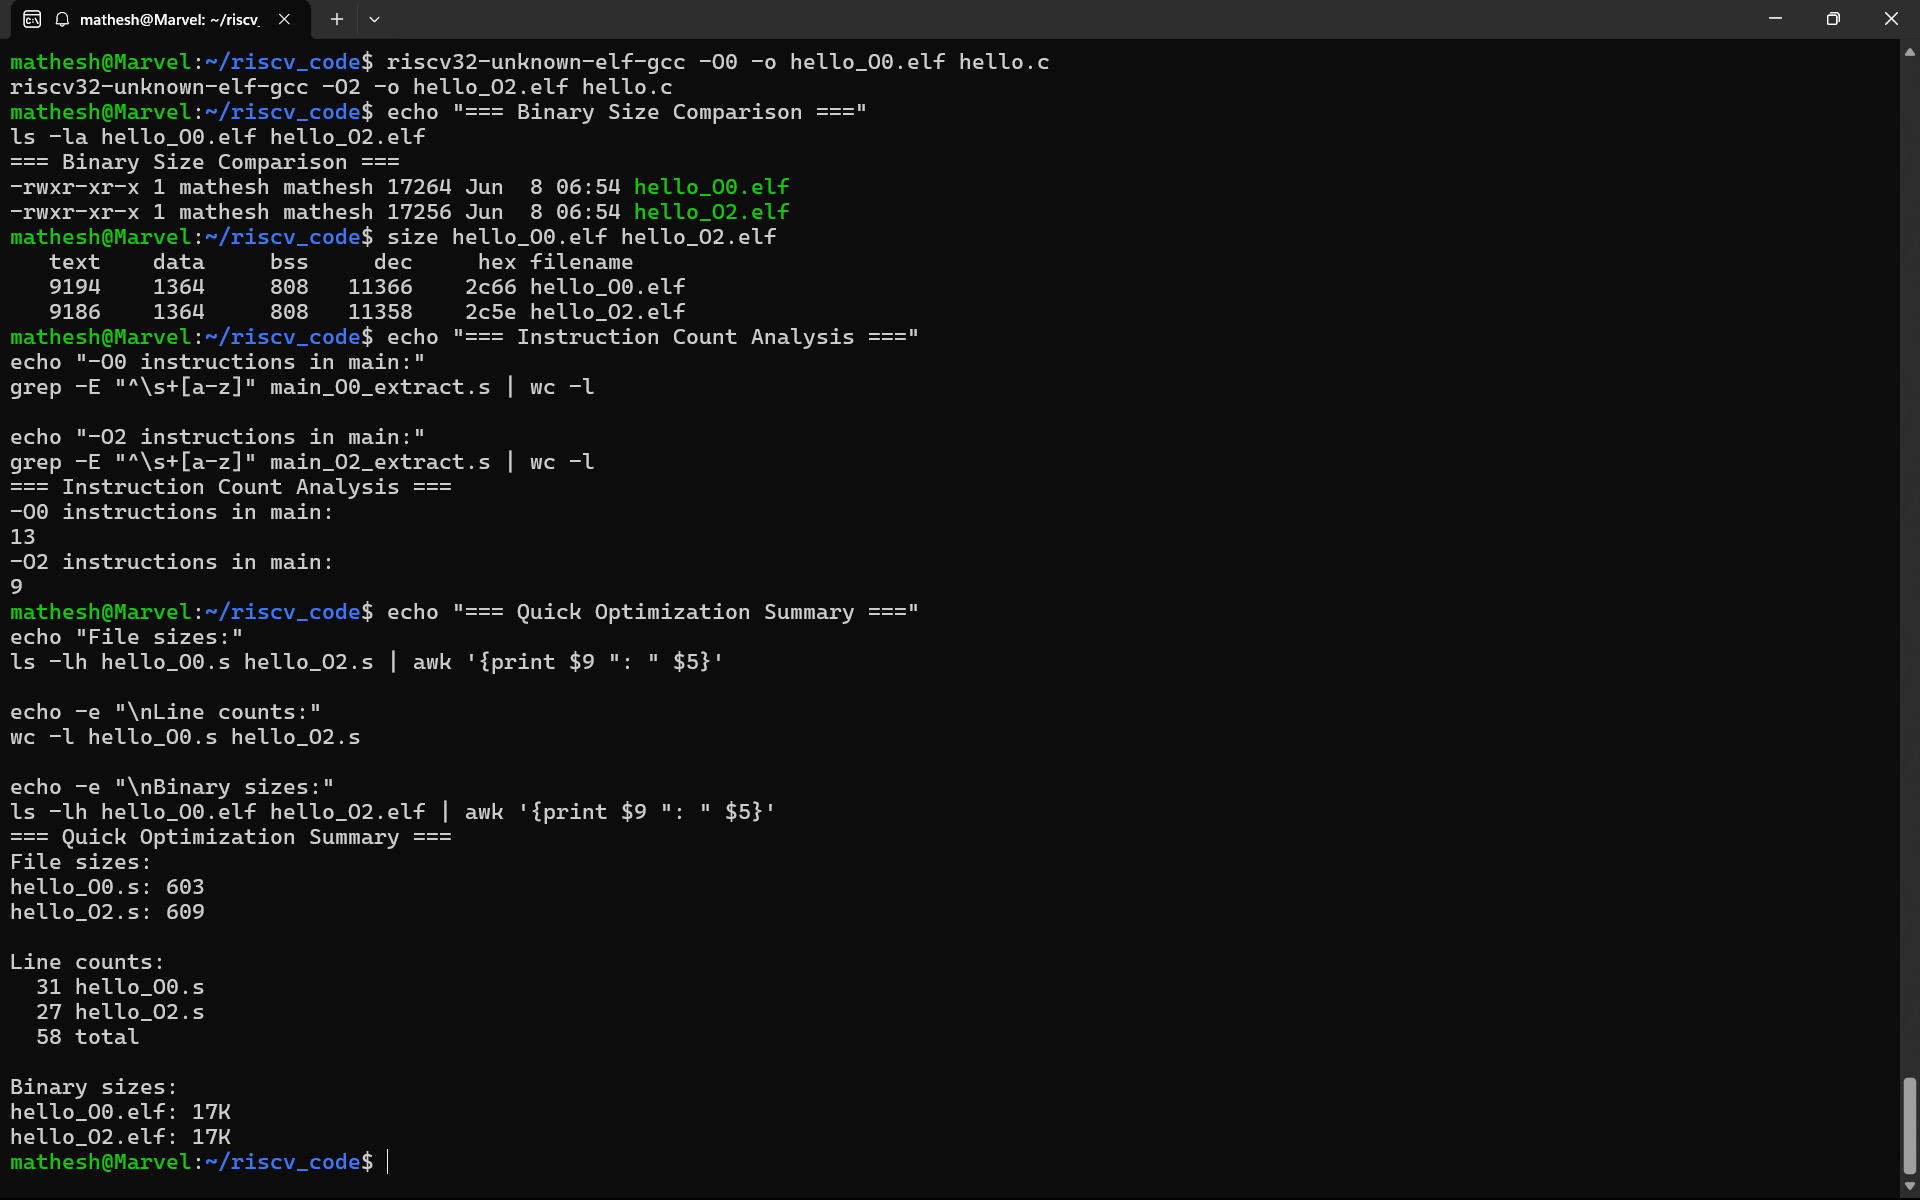 mathesh@Marvel: ~/riscv_
mathesh@Marvel:~/riscv_code$ riscv32-unknown-elf-gcc -O0 -o hello_O0.elf hello.c
riscv32-unknown-elf-gcc -O2 -o hello_O2.elf hello.c
mathesh@Marvel:~/riscv_code$ echo "=== Binary Size Comparison ==="
ls -la hello_O0.elf hello_O2.elf
=== Binary Size Comparison ===
-rwxr-xr-x 1 mathesh mathesh 17264 Jun  8 06:54 hello_O0.elf
-rwxr-xr-x 1 mathesh mathesh 17256 Jun  8 06:54 hello_O2.elf
mathesh@Marvel:~/riscv_code$ size hello_O0.elf hello_O2.elf
   text    data     bss     dec     hex filename
   9194    1364     808   11366    2c66 hello_O0.elf
   9186    1364     808   11358    2c5e hello_O2.elf
mathesh@Marvel:~/riscv_code$ echo "=== Instruction Count Analysis ==="
echo "-O0 instructions in main:"
grep -E "^\s+[a-z]" main_O0_extract.s | wc -l

echo "-O2 instructions in main:"
grep -E "^\s+[a-z]" main_O2_extract.s | wc -l
=== Instruction Count Analysis ===
-O0 instructions in main:
13
-O2 instructions in main:
9
mathesh@Marvel:~/riscv_code$ echo "=== Quick Optimization Summary ==="
echo "File sizes:"
ls -lh hello_O0.s hello_O2.s | awk '{print $9 ": " $5}'

echo -e "\nLine counts:"
wc -l hello_O0.s hello_O2.s

echo -e "\nBinary sizes:"
ls -lh hello_O0.elf hello_O2.elf | awk '{print $9 ": " $5}'
=== Quick Optimization Summary ===
File sizes:
hello_O0.s: 603
hello_O2.s: 609

Line counts:
  31 hello_O0.s
  27 hello_O2.s
  58 total

Binary sizes:
hello_O0.elf: 17K
hello_O2.elf: 17K
mathesh@Marvel:~/riscv_code$